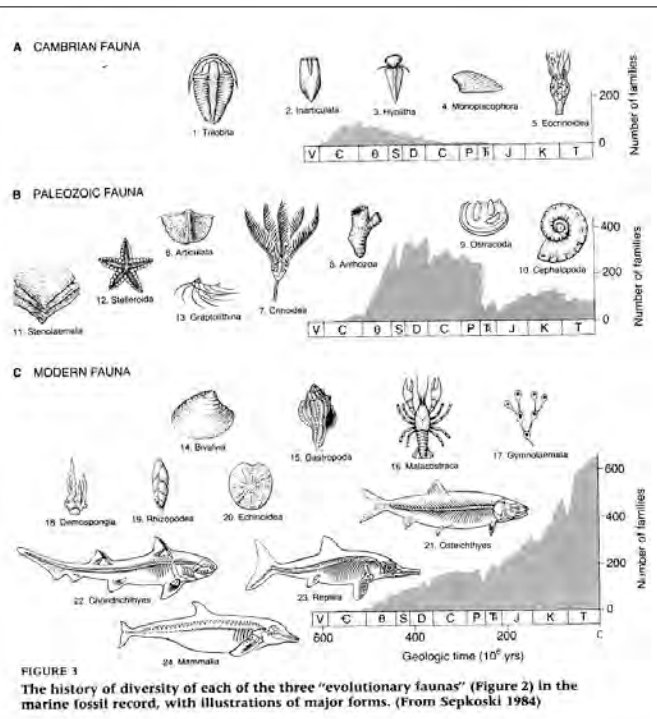 A CAMBRIAN FAUNA
1. Trilobita
2. Inarticulata
3. Hyolitha
4. Monoplacophora
5. Eocrinoidea
200
0
Number of families
V Є Ө S D C P Ћ J K T
B PALEOZOIC FAUNA
6. Articulata
7. Crinoidea
8. Anthozoa
9. Ostracoda
10. Cephalopoda
11. Stenolaemata
12. Stelleroida
13. Graptolithina
400
200
0
Number of families
V Є Ө S D C P Ћ J K T
C MODERN FAUNA
14. Bivalvia
15. Gastropoda
16. Malacostraca
17. Gymnolaemata
18. Demospongia
19. Rhizopodea
20. Echinoidea
21. Osteichthyes
22. Chondrichthyes
23. Reptilia
24. Mammalia
600
400
200
0
Number of families
V Є Ө S D C P Ћ J K T
600 400 200
Geologic time (10⁶ yrs)
FIGURE 3
The history of diversity of each of the three "evolutionary faunas" (Figure 2) in the
marine fossil record, with illustrations of major forms. (From Sepkoski 1984)